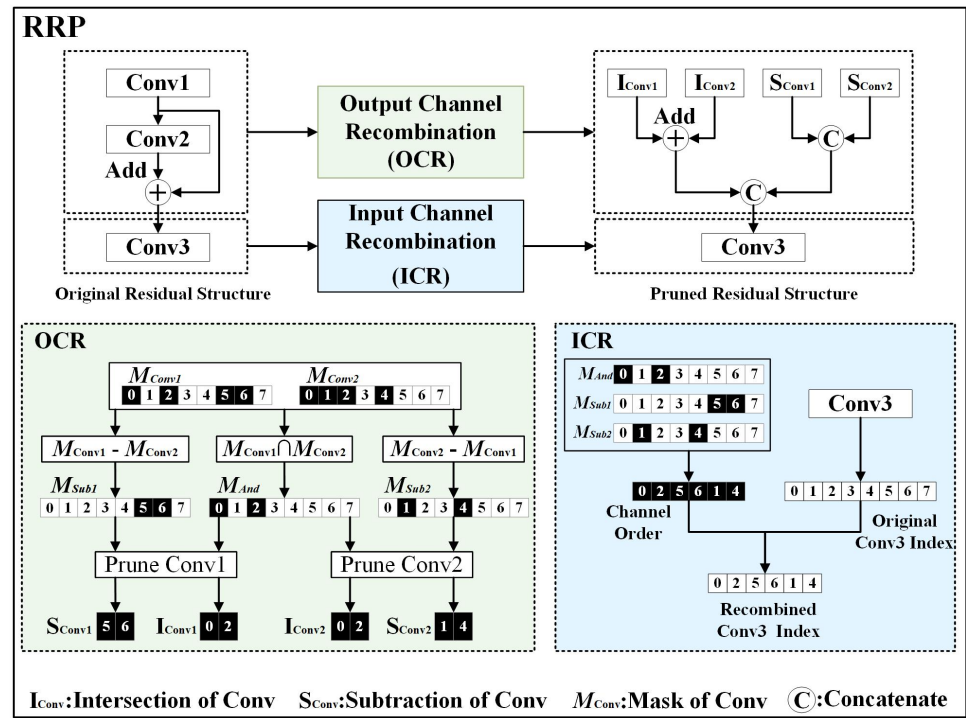 RRP
Conv1
Conv2
Add
+
Conv3
Original Residual Structure
Output Channel
Recombination
(OCR)
Input Channel
Recombination
(ICR)
IConv1 IConv2 SConv1 SConv2
Add
+ C
C
Conv3
Pruned Residual Structure
OCR
MConv1 MConv2
0 1 2 3 4 5 6 7 0 1 2 3 4 5 6 7
MConv1 - MConv2 MConv1∩MConv2 MConv2 - MConv1
MSub1 MAnd MSub2
0 1 2 3 4 5 6 7 0 1 2 3 4 5 6 7 0 1 2 3 4 5 6 7
Prune Conv1 Prune Conv2
SConv1 5 6 IConv1 0 2 IConv2 0 2 SConv2 1 4
ICR
MAnd 0 1 2 3 4 5 6 7
MSub1 0 1 2 3 4 5 6 7
MSub2 0 1 2 3 4 5 6 7
Conv3
0 2 5 6 1 4
Channel
Order
0 1 2 3 4 5 6 7
Original
Conv3 Index
0 2 5 6 1 4
Recombined
Conv3 Index
IConv:Intersection of Conv SConv:Subtraction of Conv MConv:Mask of Conv C:Concatenate